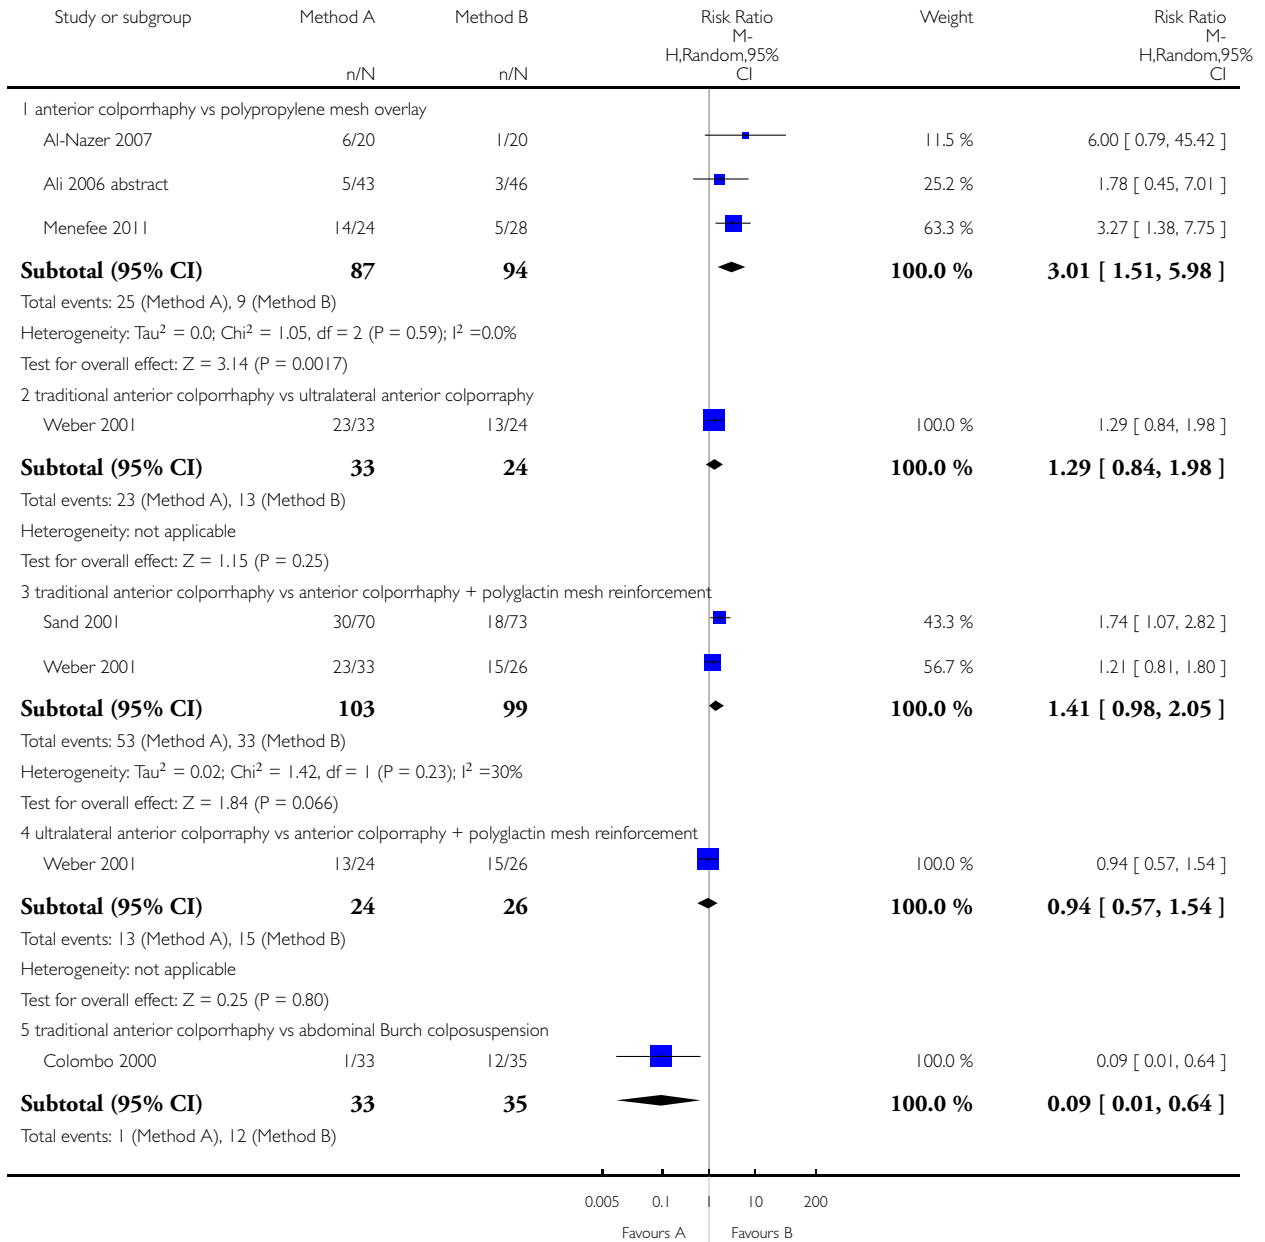 Study or subgroup Method A Method B Risk Ratio Weight Risk Ratio
M- M-
H,Random,95% H,Random,95%
n/N n/N CI CI
1 anterior colporrhaphy vs polypropylene mesh overlay
Al-Nazer 2007 6/20 1/20 11.5 % 6.00 [ 0.79, 45.42 ]
Ali 2006 abstract 5/43 3/46 25.2 % 1.78 [ 0.45, 7.01 ]
Menefee 2011 14/24 5/28 63.3 % 3.27 [ 1.38, 7.75 ]
Subtotal (95% CI) 87 94 100.0 % 3.01 [ 1.51, 5.98 ]
Total events: 25 (Method A), 9 (Method B)
Heterogeneity: Tau² = 0.0; Chi² = 1.05, df = 2 (P = 0.59); I² =0.0%
Test for overall effect: Z = 3.14 (P = 0.0017)
2 traditional anterior colporrhaphy vs ultralateral anterior colporraphy
Weber 2001 23/33 13/24 100.0 % 1.29 [ 0.84, 1.98 ]
Subtotal (95% CI) 33 24 100.0 % 1.29 [ 0.84, 1.98 ]
Total events: 23 (Method A), 13 (Method B)
Heterogeneity: not applicable
Test for overall effect: Z = 1.15 (P = 0.25)
3 traditional anterior colporrhaphy vs anterior colporrhaphy + polyglactin mesh reinforcement
Sand 2001 30/70 18/73 43.3 % 1.74 [ 1.07, 2.82 ]
Weber 2001 23/33 15/26 56.7 % 1.21 [ 0.81, 1.80 ]
Subtotal (95% CI) 103 99 100.0 % 1.41 [ 0.98, 2.05 ]
Total events: 53 (Method A), 33 (Method B)
Heterogeneity: Tau² = 0.02; Chi² = 1.42, df = 1 (P = 0.23); I² =30%
Test for overall effect: Z = 1.84 (P = 0.066)
4 ultralateral anterior colporraphy vs anterior colporraphy + polyglactin mesh reinforcement
Weber 2001 13/24 15/26 100.0 % 0.94 [ 0.57, 1.54 ]
Subtotal (95% CI) 24 26 100.0 % 0.94 [ 0.57, 1.54 ]
Total events: 13 (Method A), 15 (Method B)
Heterogeneity: not applicable
Test for overall effect: Z = 0.25 (P = 0.80)
5 traditional anterior colporrhaphy vs abdominal Burch colposuspension
Colombo 2000 1/33 12/35 100.0 % 0.09 [ 0.01, 0.64 ]
Subtotal (95% CI) 33 35 100.0 % 0.09 [ 0.01, 0.64 ]
Total events: 1 (Method A), 12 (Method B)
0.005 0.1 1 10 200
Favours A Favours B